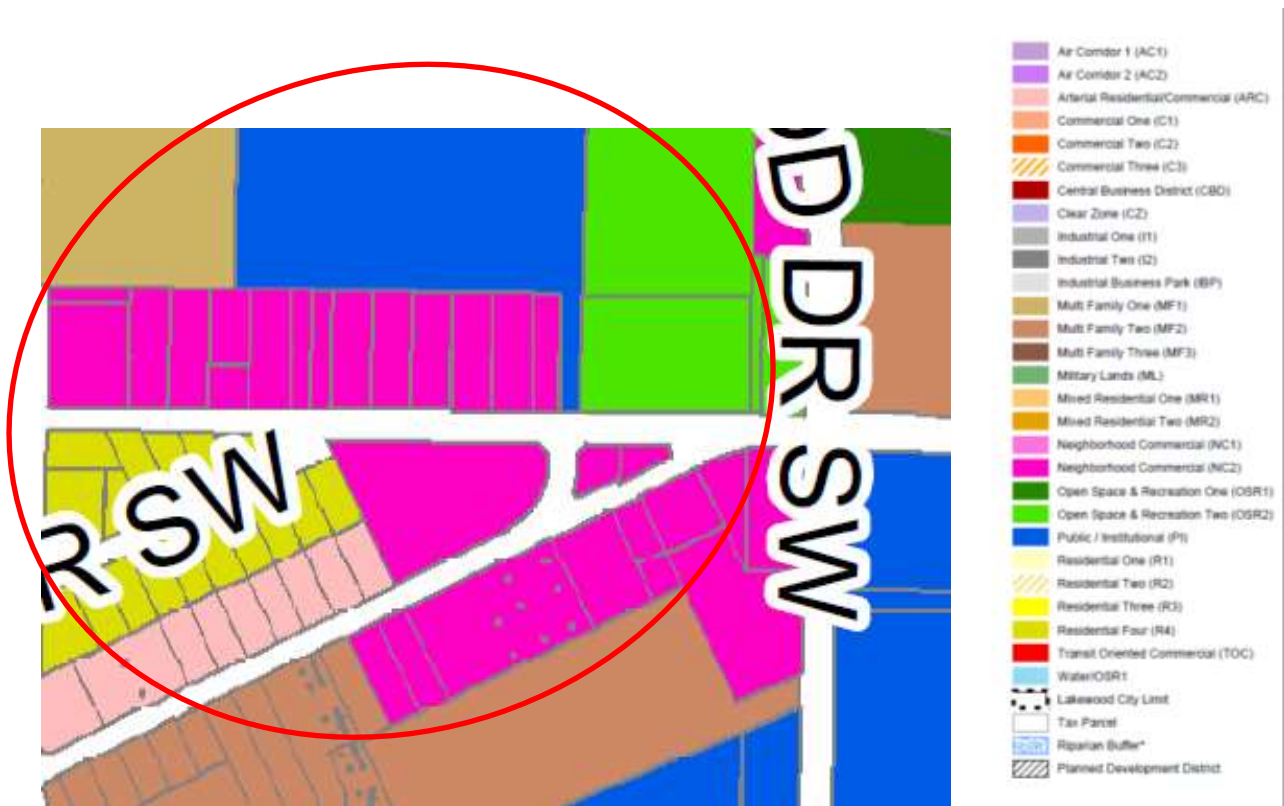 OD DR SW
R SW
Air Corridor 1 (AC1)
Air Corridor 2 (AC2)
Arterial Residential/Commercial (ARC)
Commercial One (C1)
Commercial Two (C2)
Commercial Three (C3)
Central Business District (CBD)
Clear Zone (CZ)
Industrial One (I1)
Industrial Two (I2)
Industrial Business Park (IBP)
Multi Family One (MF1)
Multi Family Two (MF2)
Multi Family Three (MF3)
Military Lands (ML)
Mixed Residential One (MR1)
Mixed Residential Two (MR2)
Neighborhood Commercial (NC1)
Neighborhood Commercial (NC2)
Open Space & Recreation One (OSR1)
Open Space & Recreation Two (OSR2)
Public / Institutional (PI)
Residential One (R1)
Residential Two (R2)
Residential Three (R3)
Residential Four (R4)
Transit Oriented Commercial (TOC)
Water/OSR1
Lakewood City Limit
Tax Parcel
Riparian Buffer*
Planned Development District